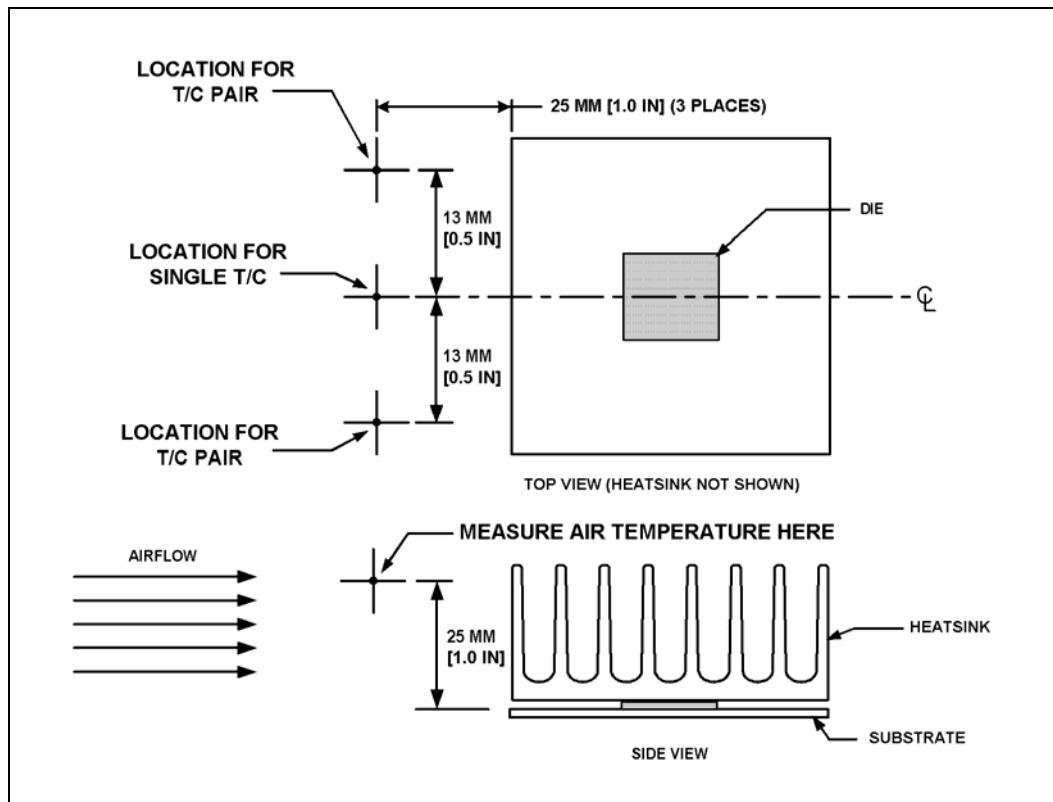 LOCATION FOR
T/C PAIR
25 MM [1.0 IN] (3 PLACES)
13 MM
[0.5 IN]
DIE
LOCATION FOR
SINGLE T/C
CL
13 MM
[0.5 IN]
LOCATION FOR
T/C PAIR
TOP VIEW (HEATSINK NOT SHOWN)
MEASURE AIR TEMPERATURE HERE
AIRFLOW
25 MM
[1.0 IN]
HEATSINK
SUBSTRATE
SIDE VIEW